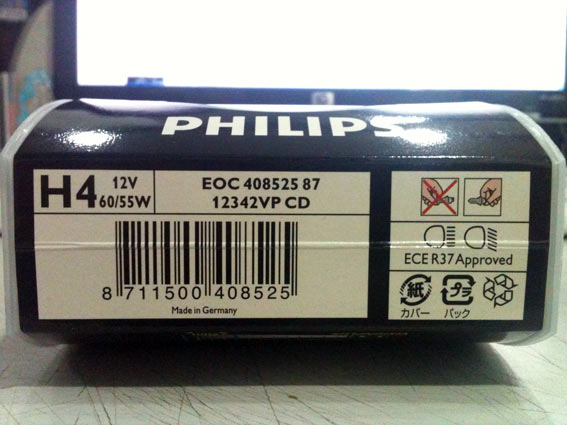 PHILIPS
H4 12V
60/55W
EOC 408525 87
12342VP CD
8 711500 408525
Made in Germany
ECE R37 Approved
紙 プラ
カバー パック